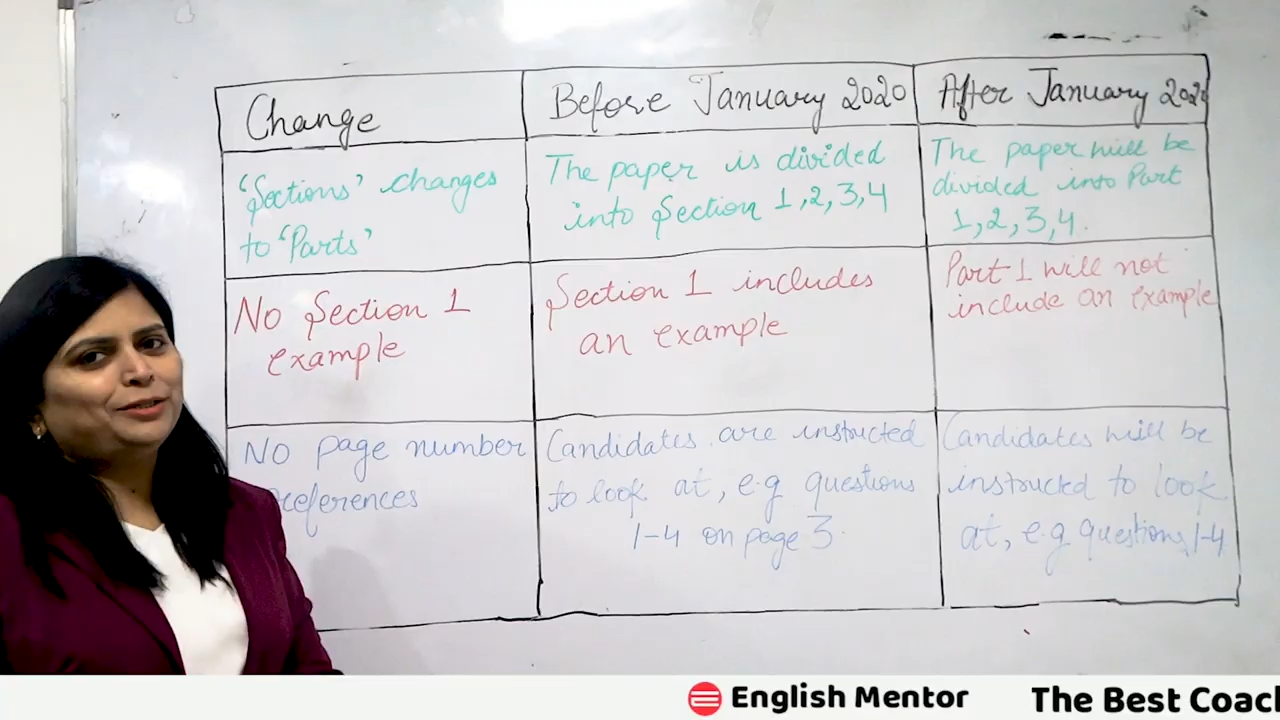 Change
Before January 2020
After January 2020
'Sections' changes
to 'Parts'
The paper is divided
into Section 1,2,3,4
The paper will be
divided into Part
1,2,3,4.
No Section 1
example
Section 1 includes
an example
Part 1 will not
include an example
No page number
references
Candidates are instructed
to look at, e.g questions
1-4 on page 3.
Candidates will be
instructed to look
at, e.g questions 1-4
English Mentor
The Best Coach